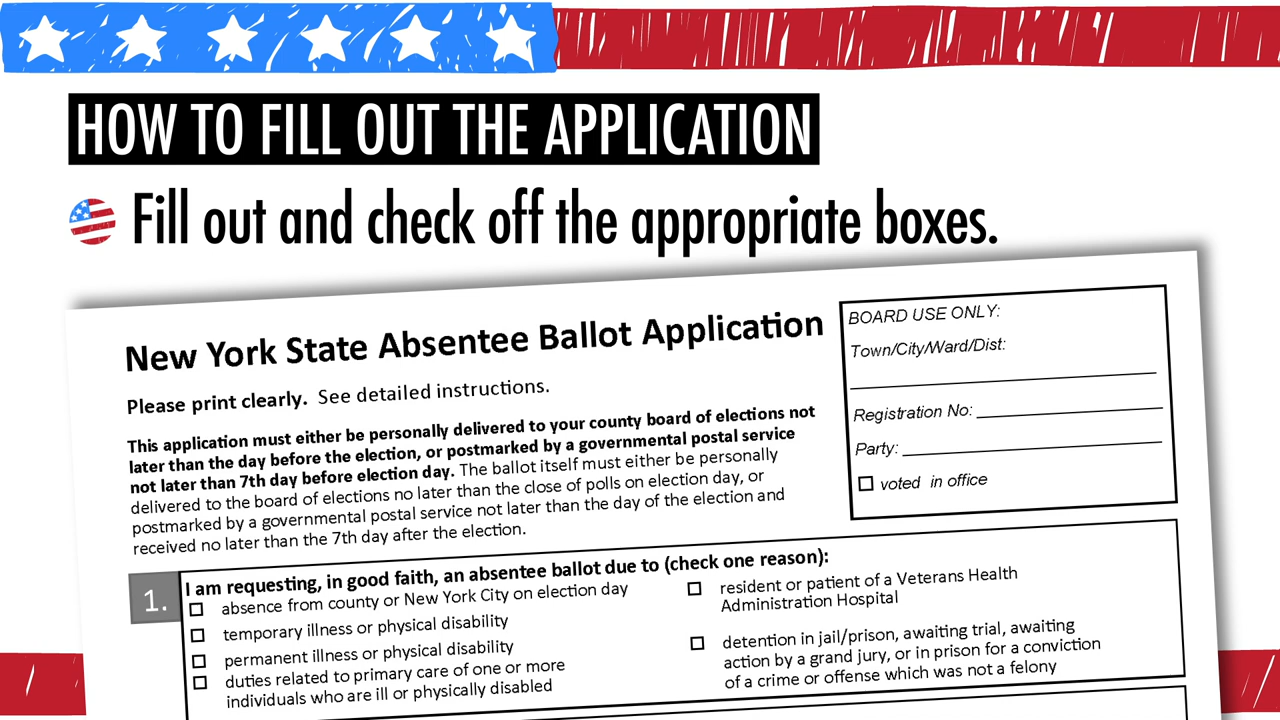 HOW TO FILL OUT THE APPLICATION
Fill out and check off the appropriate boxes.
New York State Absentee Ballot Application
Please print clearly. See detailed instructions.
This application must either be personally delivered to your county board of elections not
later than the day before the election, or postmarked by a governmental postal service
not later than 7th day before election day. The ballot itself must either be personally
delivered to the board of elections no later than the close of polls on election day, or
postmarked by a governmental postal service not later than the day of the election and
received no later than the 7th day after the election.
BOARD USE ONLY:
Town/City/Ward/Dist:
Registration No:
Party:
voted in office
1.
I am requesting, in good faith, an absentee ballot due to (check one reason):
absence from county or New York City on election day
temporary illness or physical disability
permanent illness or physical disability
duties related to primary care of one or more
individuals who are ill or physically disabled
resident or patient of a Veterans Health
Administration Hospital
detention in jail/prison, awaiting trial, awaiting
action by a grand jury, or in prison for a conviction
of a crime or offense which was not a felony